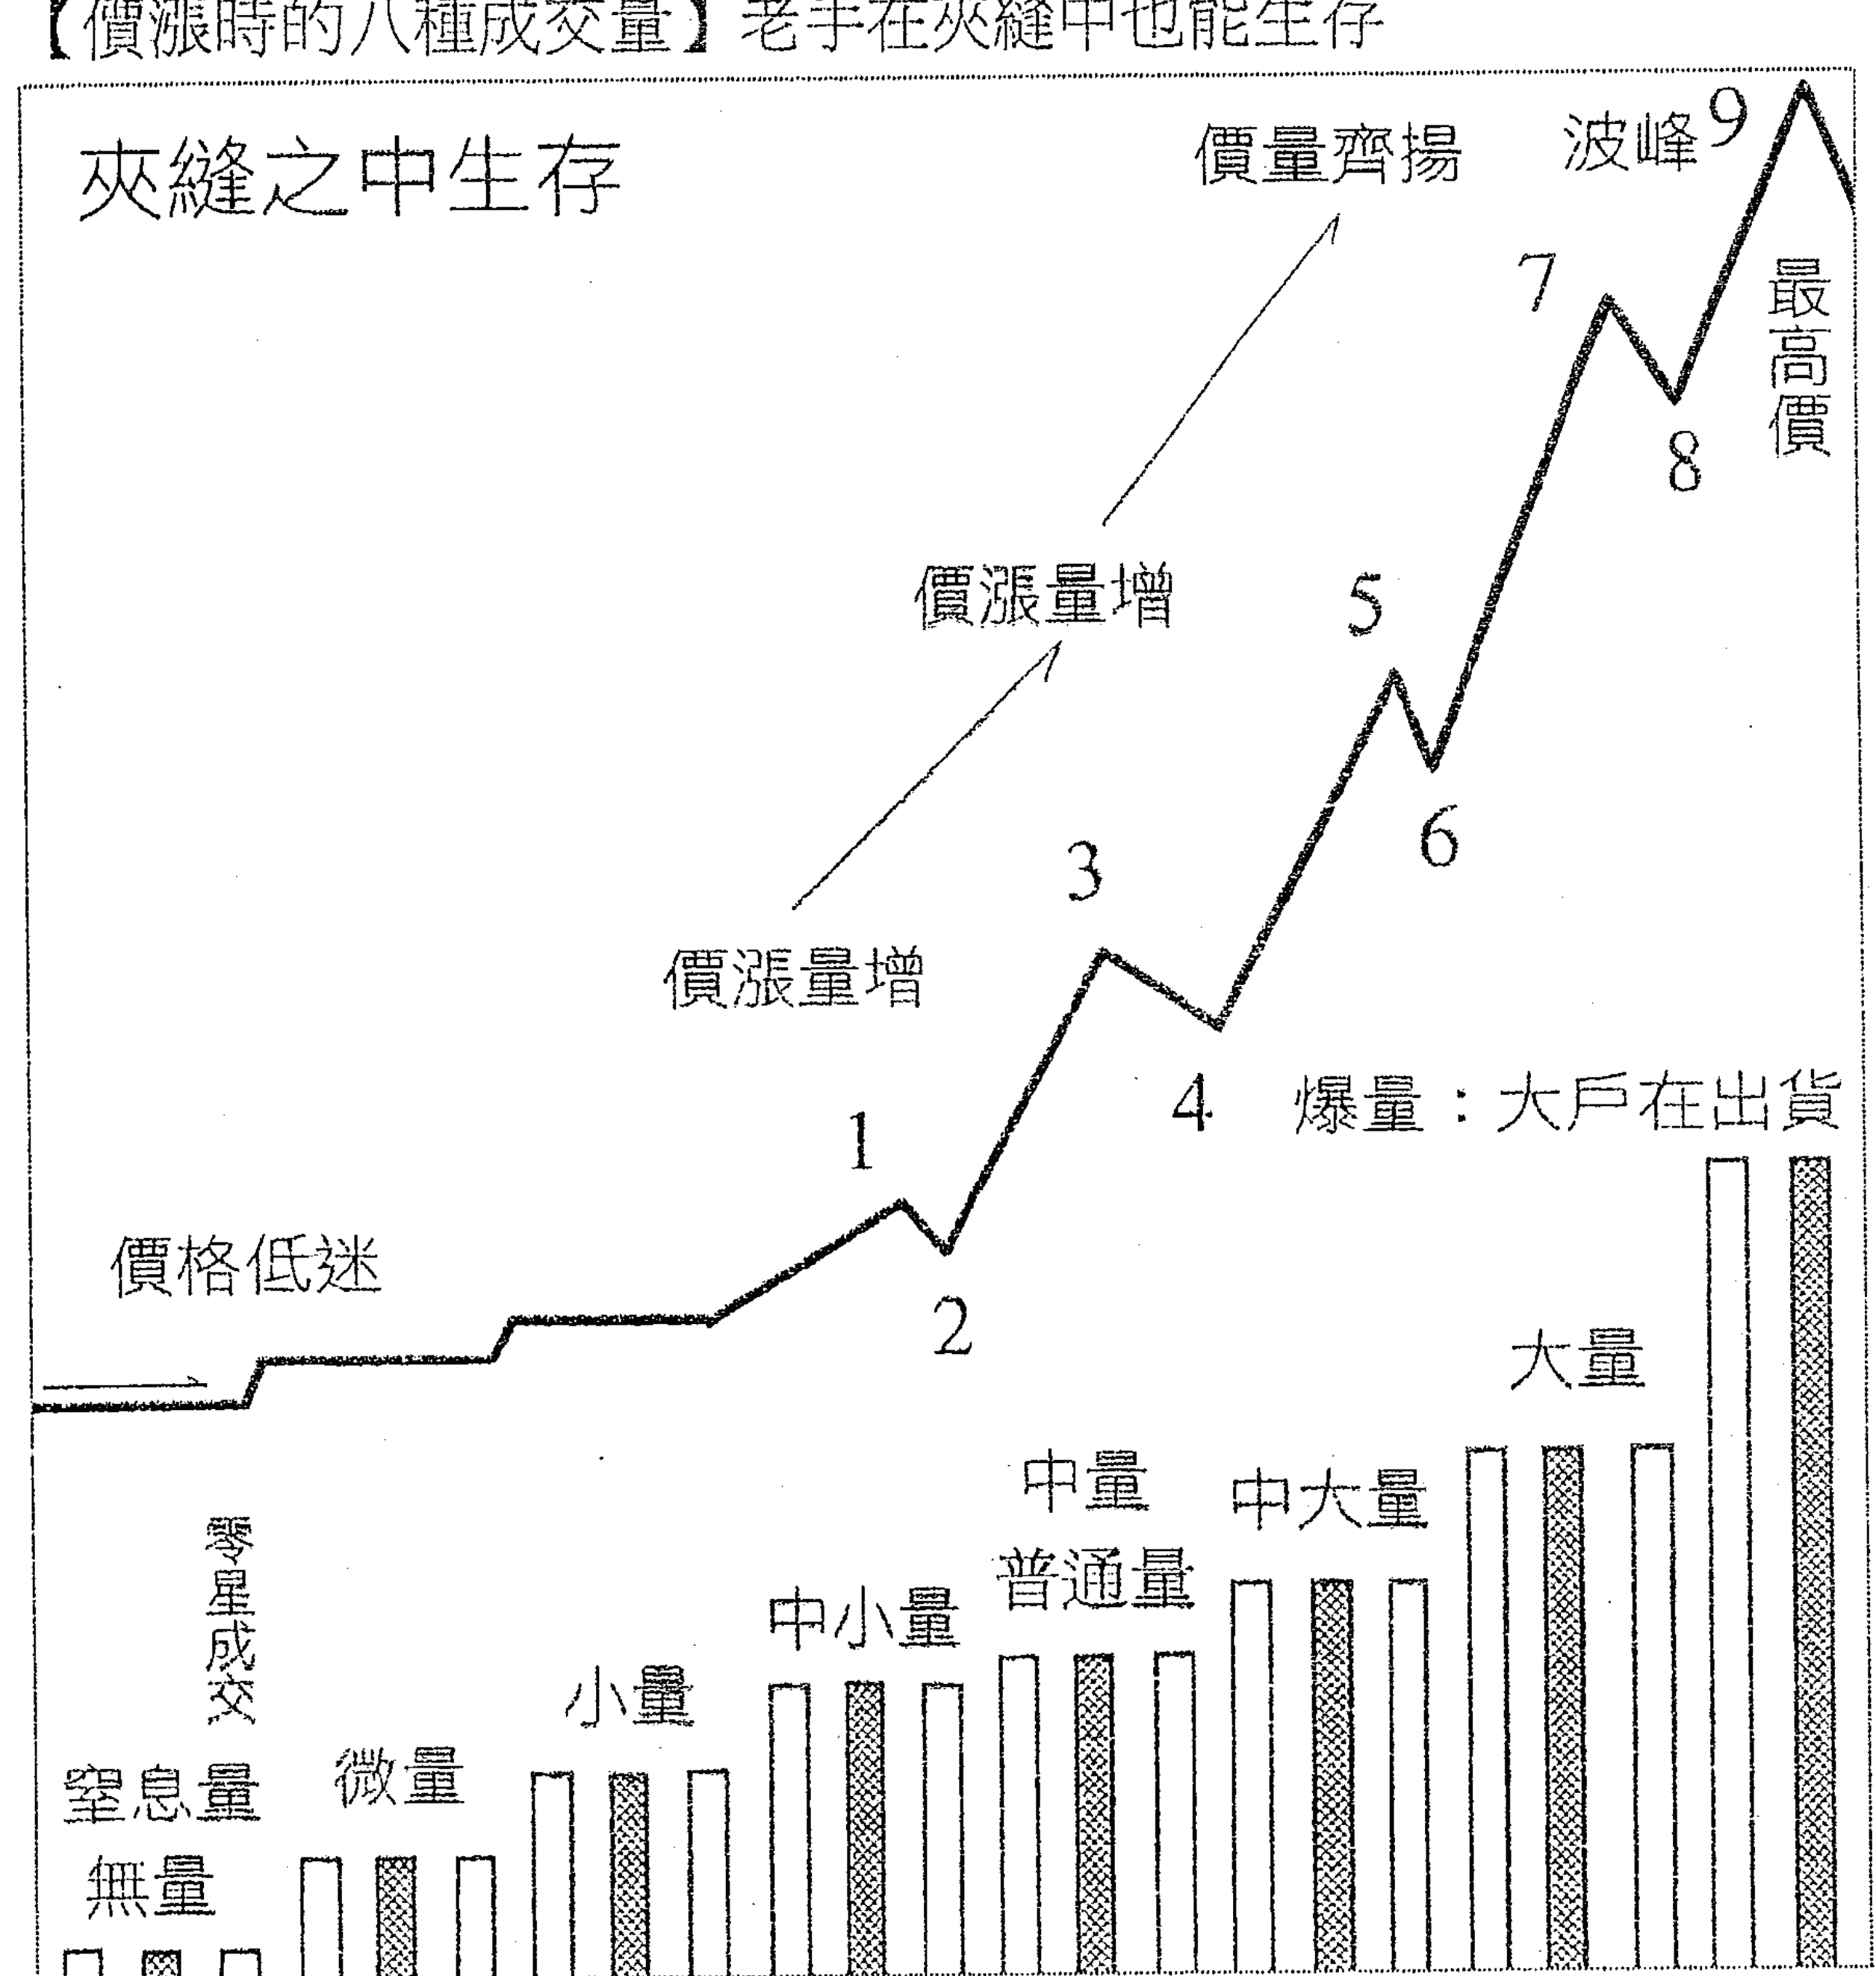 【價漲時的八種成交量】老手在夾縫中也能生存
夾縫之中生存
價量齊揚
波峰
9
最高價
7
8
價漲量增
5
6
3
價漲量增
4
爆量：大戶在出貨
1
價格低迷
2
大量
中量
中大量
零星成交
普通量
中小量
小量
窒息量
微量
無量